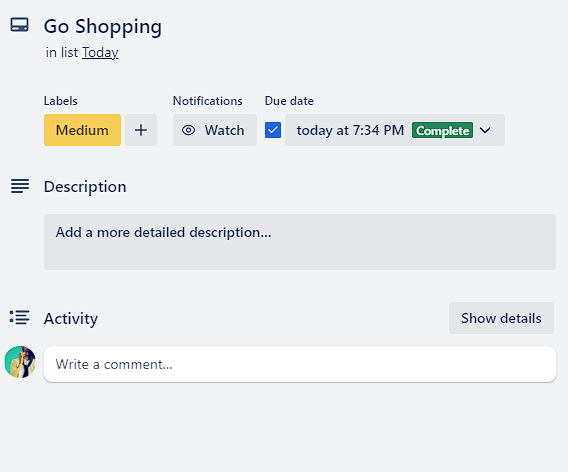 Go Shopping
in list Today
Labels
Notifications
Due date
Medium
+
Watch
today at 7:34 PM Complete
Description
Add a more detailed description...
Activity
Show details
Write a comment...